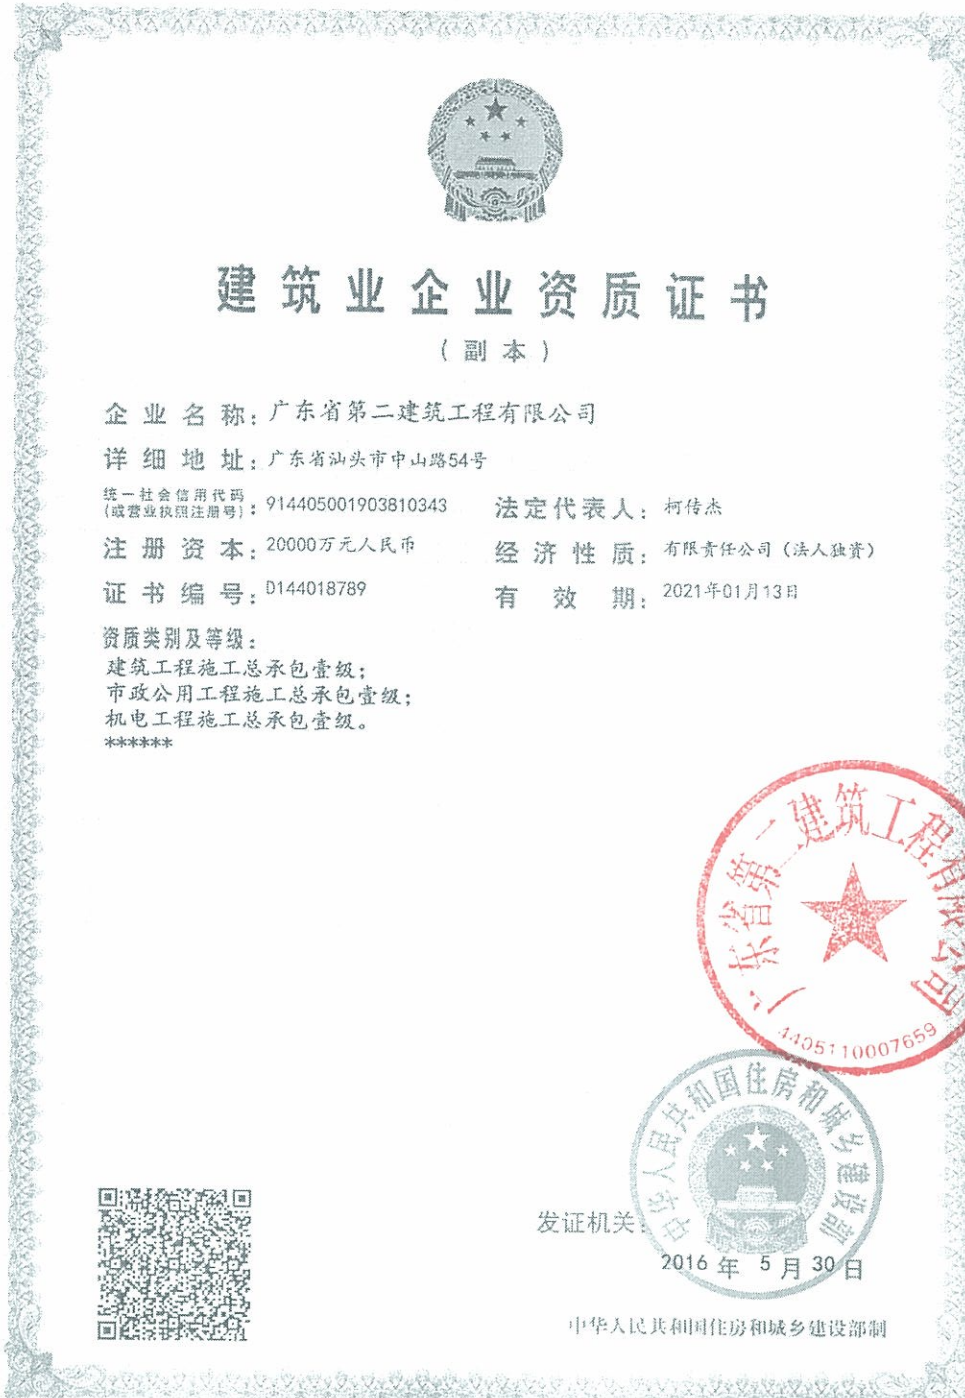 建筑业企业资质证书
（副本）
企业名称：广东省第二建筑工程有限公司
详细地址：广东省汕头市中山路54号
统一社会信用代码
(或营业执照注册号)：914405001903810343
法定代表人：柯传杰
注册资本：20000万元人民币
经济性质：有限责任公司（法人独资）
证书编号：D144018789
有效期：2021年01月13日
资质类别及等级：
建筑工程施工总承包壹级；
市政公用工程施工总承包壹级；
机电工程施工总承包壹级。
******
广东省第二建筑工程有限公司
4405110007659
中华人民共和国住房和城乡建设部
发证机关：
2016年5月30日
中华人民共和国住房和城乡建设部制